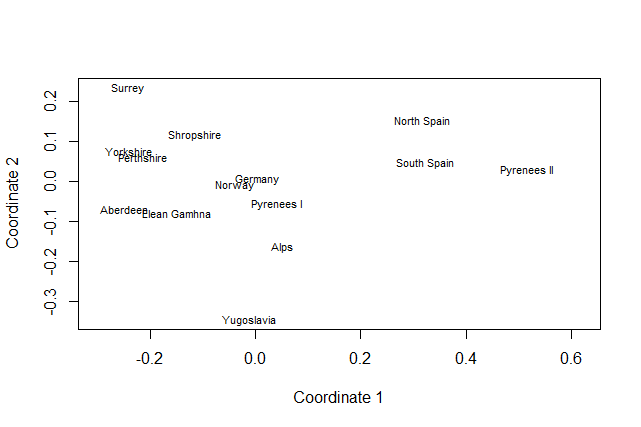 Surrey
North Spain
Shropshire
Yorkshire
Perthshire
South Spain
Pyrenees II
Germany
Norway
Pyrenees I
Aberdeen
Elean Gamhna
Alps
Yugoslavia
0.2
0.1
0.0
-0.1
-0.2
-0.3
Coordinate 2
-0.2
0.0
0.2
0.4
0.6
Coordinate 1